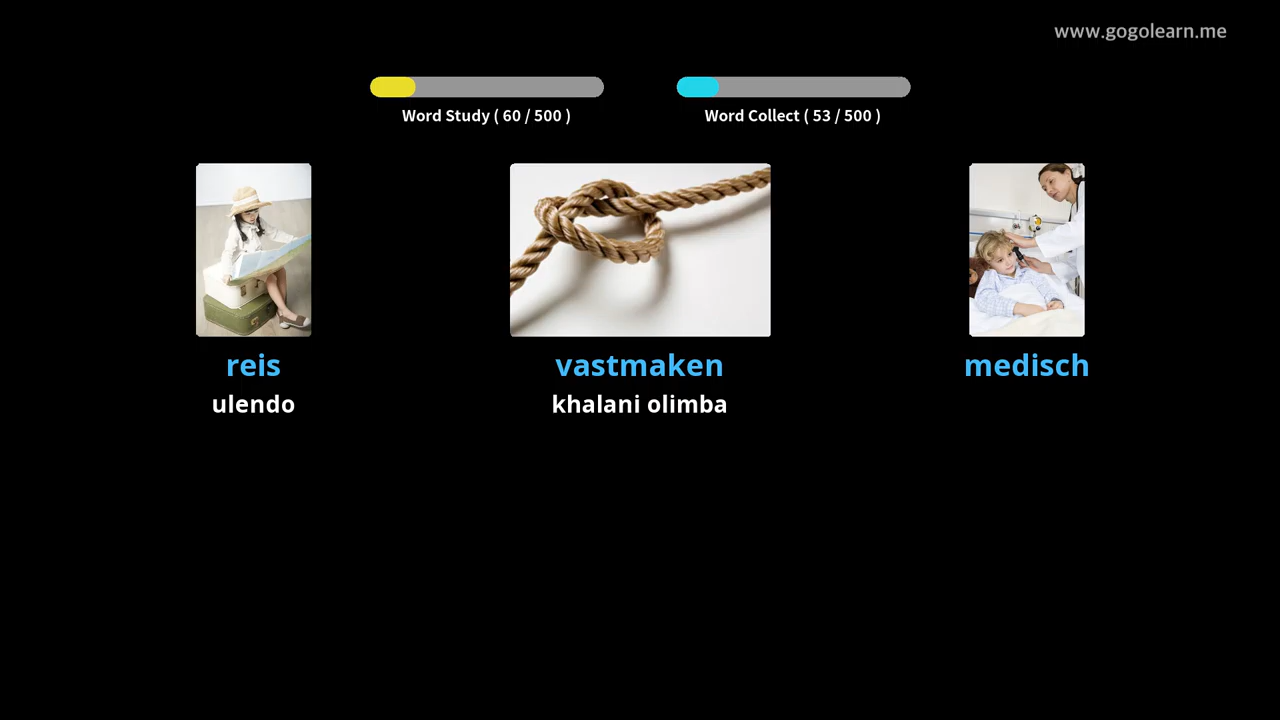 www.gogolearn.me
Word Study ( 60 / 500 )
Word Collect ( 53 / 500 )
reis
vastmaken
medisch
ulendo
khalani olimba